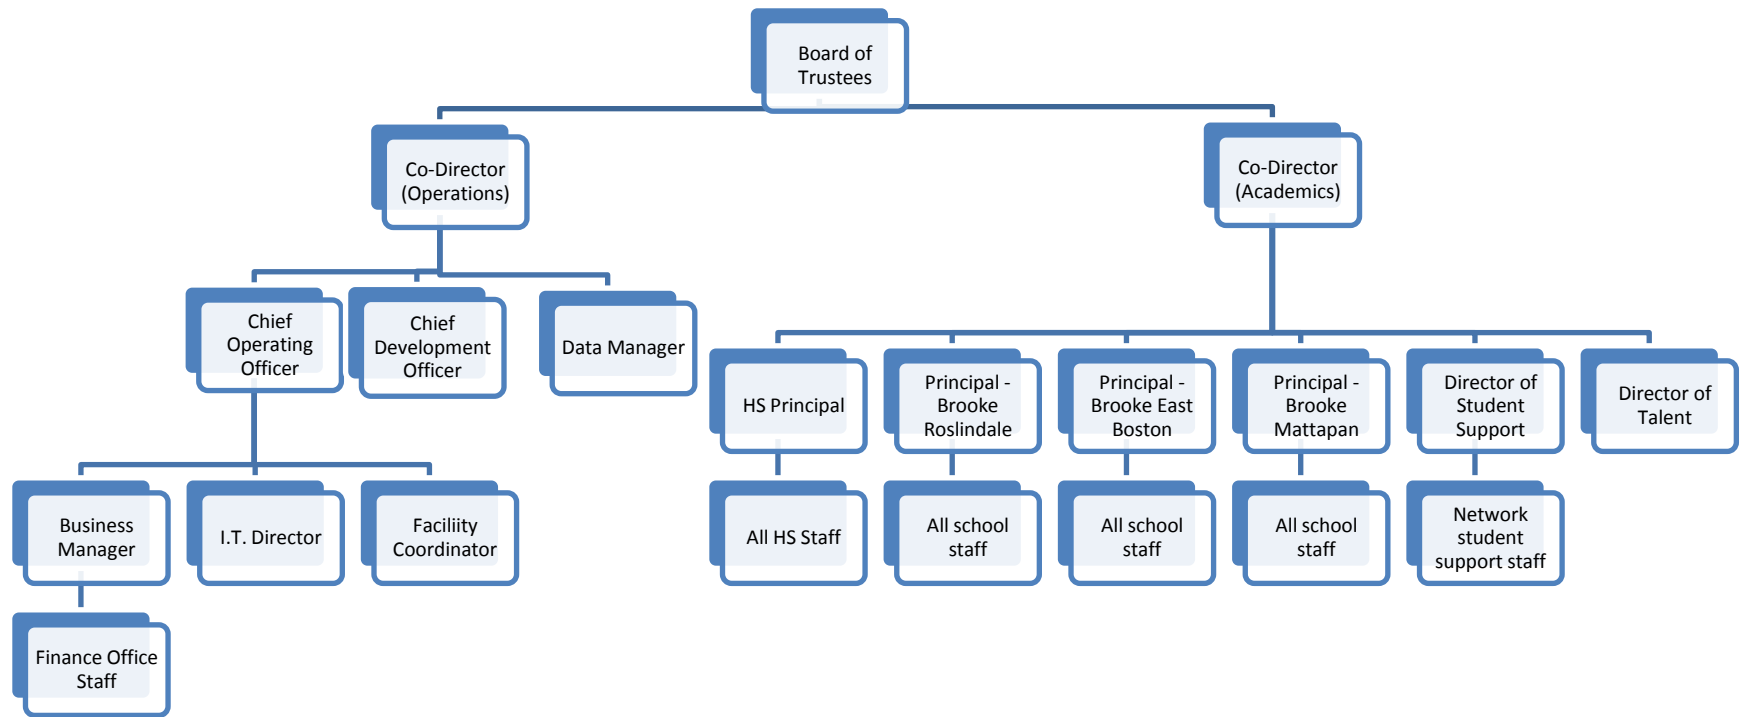 Board of
Trustees
Co-Director
(Operations)
Co-Director
(Academics)
Chief
Operating
Officer
Chief
Development
Officer
Data Manager
HS Principal
Principal -
Brooke
Roslindale
Principal -
Brooke East
Boston
Principal -
Brooke
Mattapan
Director of
Student
Support
Director of
Talent
Business
Manager
I.T. Director
Faciliity
Coordinator
All HS Staff
All school
staff
All school
staff
All school
staff
Network
student
support staff
Finance Office
Staff